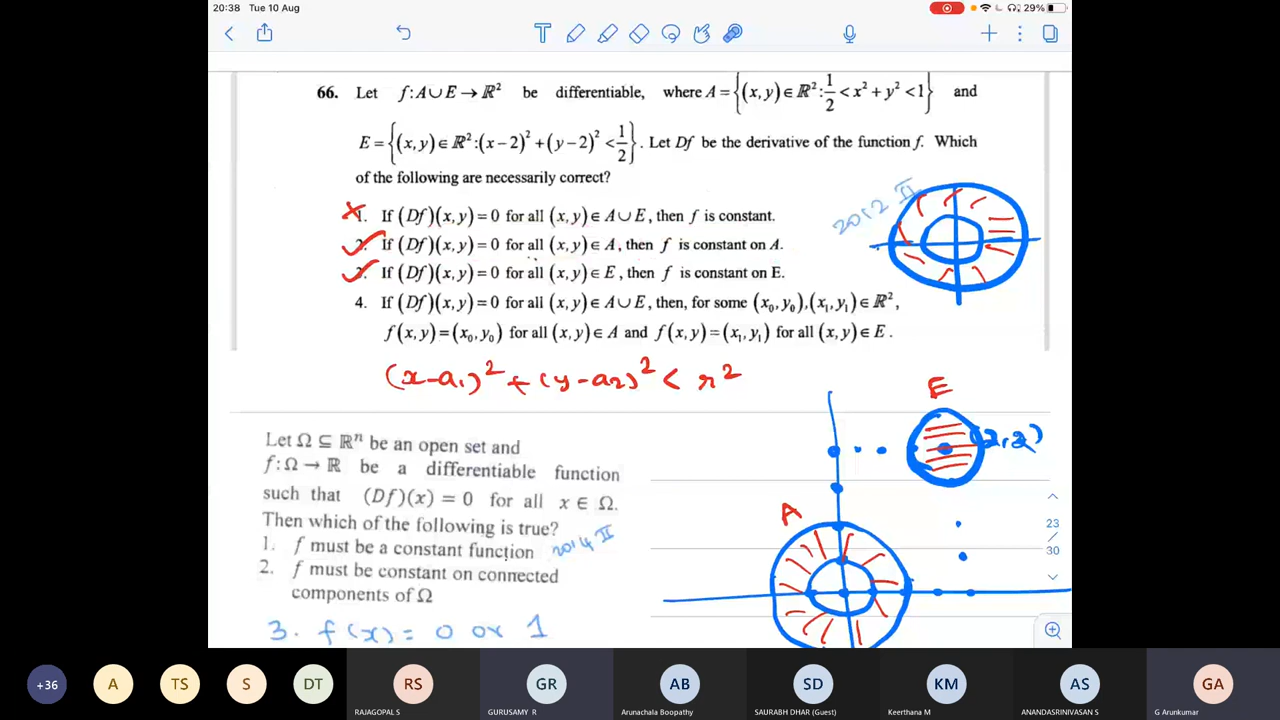 20:38 Tue 10 Aug
29%
66. Let f : A ∪ E → ℝ² be differentiable, where A = {(x, y) ∈ ℝ² : 1/2 < x² + y² < 1} and
E = {(x, y) ∈ ℝ² : (x − 2)² + (y − 2)² < 1/2}. Let Df be the derivative of the function f. Which
of the following are necessarily correct?
2012 II
1. If (Df)(x, y) = 0 for all (x, y) ∈ A ∪ E, then f is constant.
2. If (Df)(x, y) = 0 for all (x, y) ∈ A, then f is constant on A.
3. If (Df)(x, y) = 0 for all (x, y) ∈ E, then f is constant on E.
4. If (Df)(x, y) = 0 for all (x, y) ∈ A ∪ E, then, for some (x₀, y₀), (x₁, y₁) ∈ ℝ²,
f(x, y) = (x₀, y₀) for all (x, y) ∈ A and f(x, y) = (x₁, y₁) for all (x, y) ∈ E.
(x−a₁)² + (y−a₂)² < r²
E
(2,2)
A
Let Ω ⊆ ℝⁿ be an open set and
f: Ω → ℝ be a differentiable function
such that (Df)(x) = 0 for all x ∈ Ω.
Then which of the following is true?
1. f must be a constant function
2014 II
2. f must be constant on connected
components of Ω
3. f(x) = 0 or 1
23
/
30
+36
A
TS
S
DT
RS
RAJAGOPAL S
GR
GURUSAMY R
AB
Arunachala Boopathy
SD
SAURABH DHAR (Guest)
KM
Keerthana M
AS
ANANDASRINIVASAN S
GA
G Arunkumar